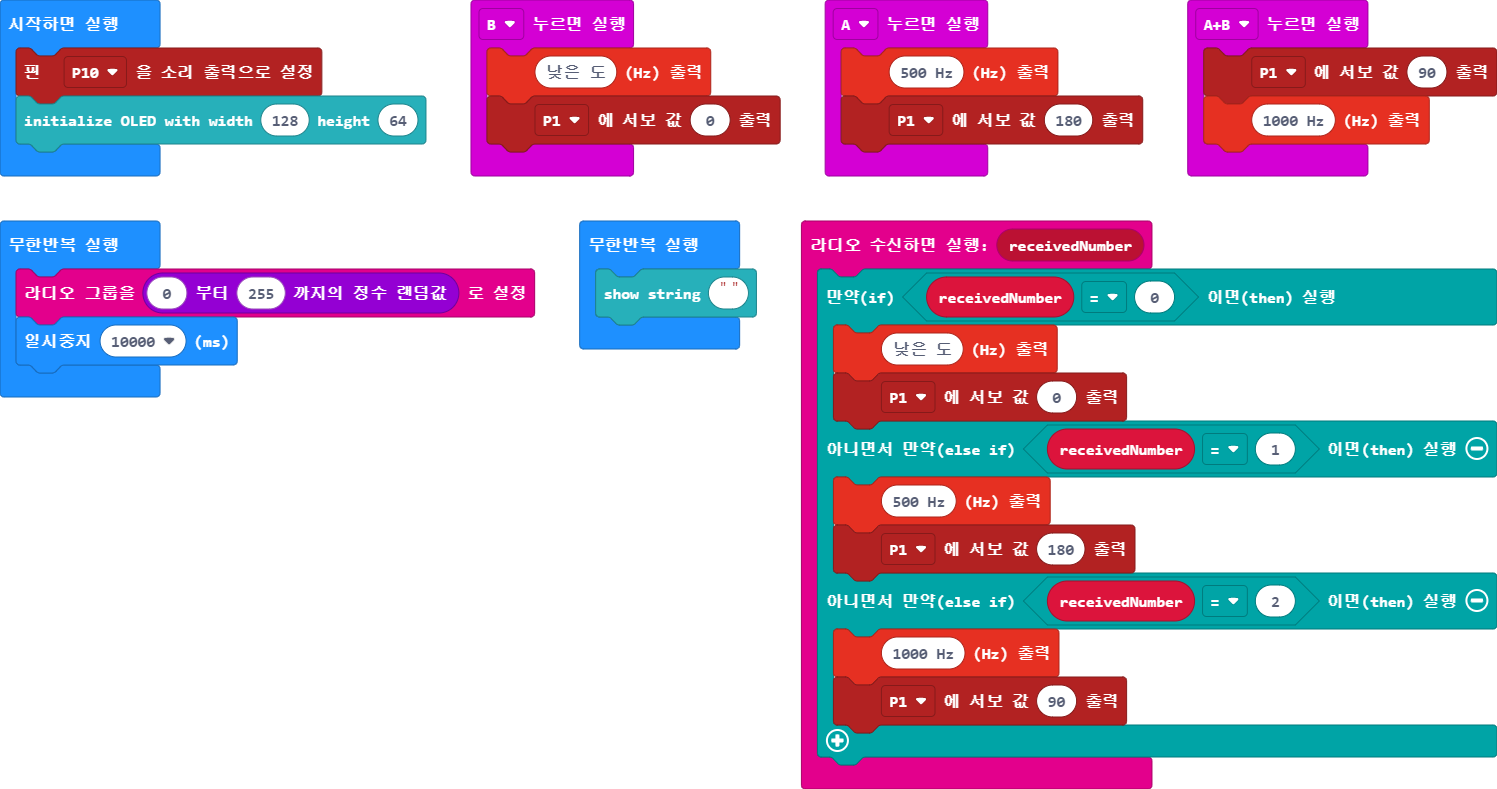 시작하면 실행
핀 P10 을 소리 출력으로 설정
initialize OLED with width 128 height 64
B 누르면 실행
낮은 도 (Hz) 출력
P1 에 서보 값 0 출력
A 누르면 실행
500 Hz (Hz) 출력
P1 에 서보 값 180 출력
A+B 누르면 실행
P1 에 서보 값 90 출력
1000 Hz (Hz) 출력
무한반복 실행
라디오 그룹을 0 부터 255 까지의 정수 랜덤값 로 설정
일시중지 10000 (ms)
무한반복 실행
show string " "
라디오 수신하면 실행: receivedNumber
만약(if) receivedNumber = 0 이면(then) 실행
낮은 도 (Hz) 출력
P1 에 서보 값 0 출력
아니면서 만약(else if) receivedNumber = 1 이면(then) 실행
500 Hz (Hz) 출력
P1 에 서보 값 180 출력
아니면서 만약(else if) receivedNumber = 2 이면(then) 실행
1000 Hz (Hz) 출력
P1 에 서보 값 90 출력